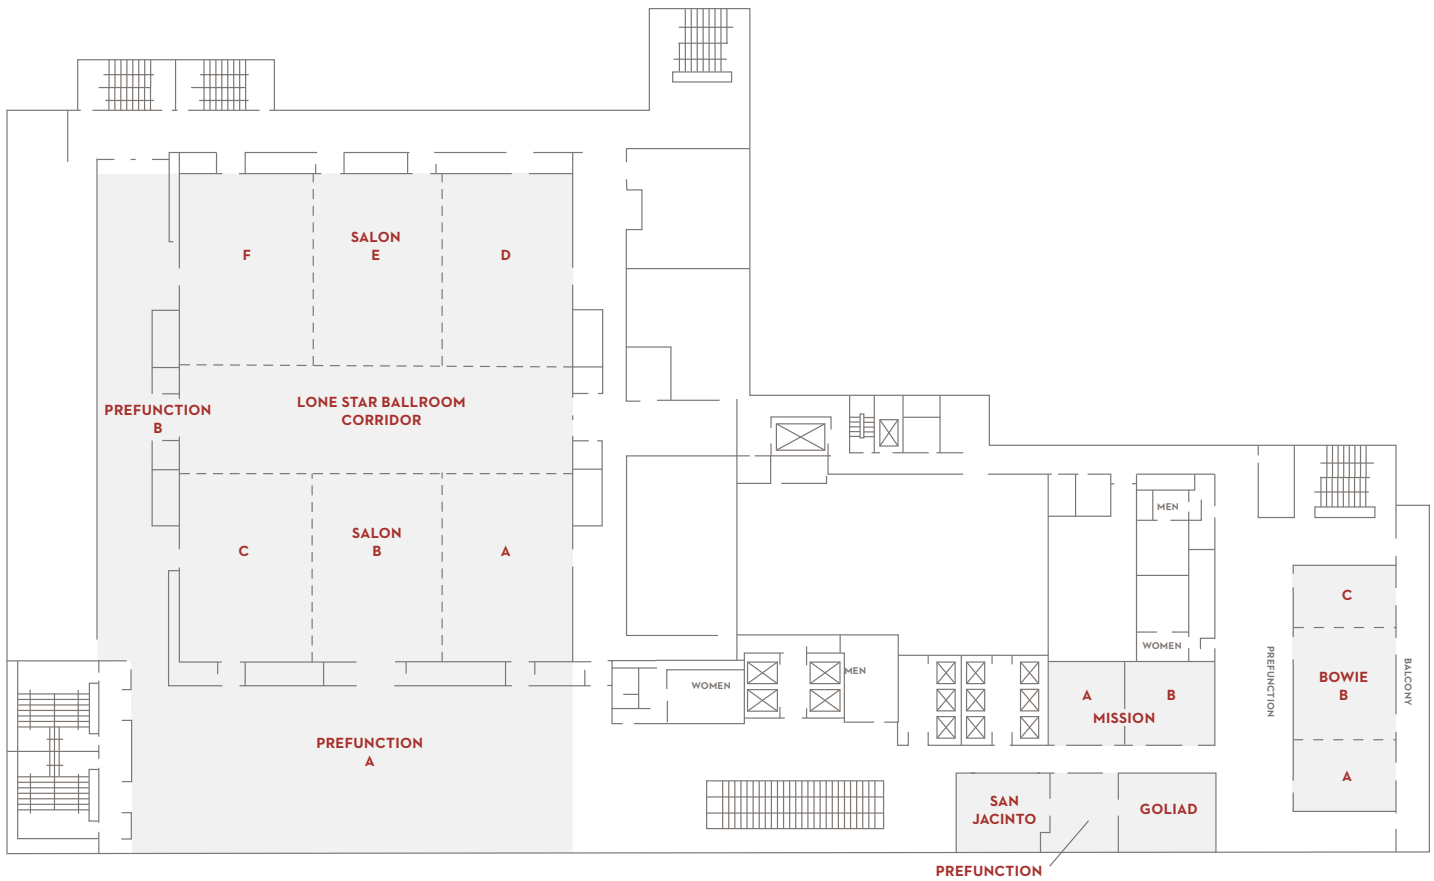 F
SALON
E
D
PREFUNCTION
B
LONE STAR BALLROOM
CORRIDOR
C
SALON
B
A
MEN
C
WOMEN
PREFUNCTION
BALCONY
BOWIE
B
WOMEN
MEN
A
B
MISSION
PREFUNCTION
A
A
SAN
JACINTO
GOLIAD
PREFUNCTION